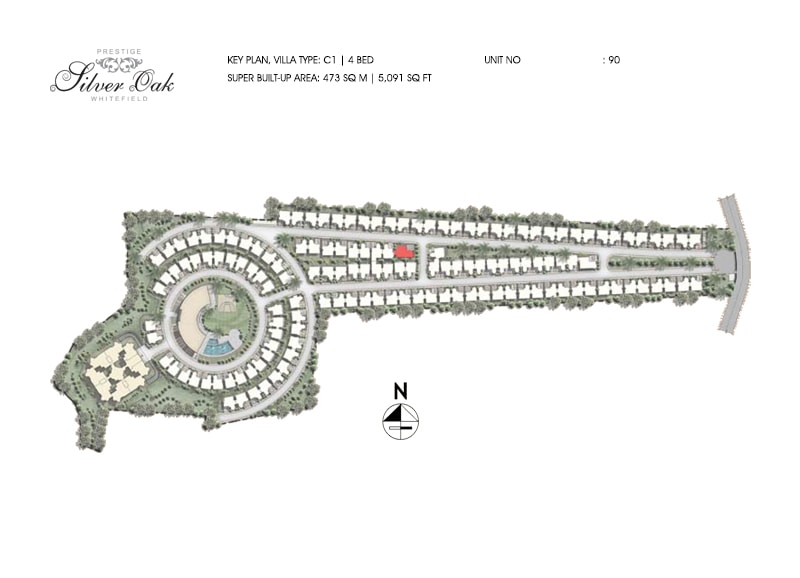 PRESTIGE
Silver Oak
WHITEFIELD
KEY PLAN, VILLA TYPE: C1 | 4 BED
SUPER BUILT-UP AREA: 473 SQ M | 5,091 SQ FT
UNIT NO : 90
N